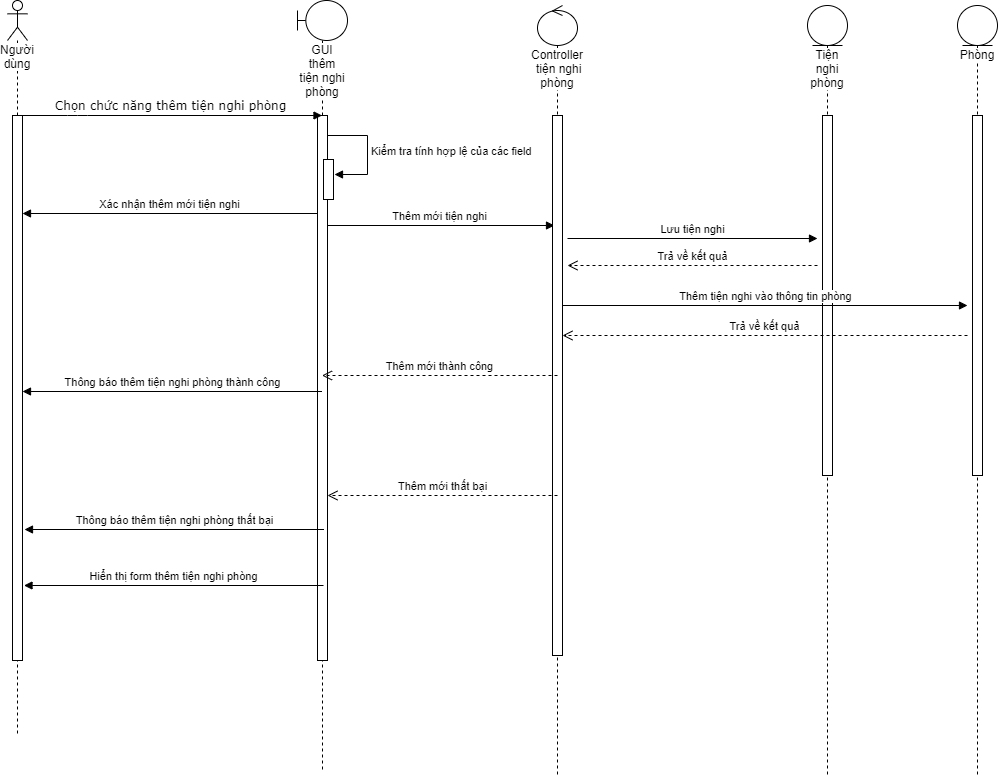 Người
dùng
GUI
thêm
tiện nghi
phòng
Controller
tiện nghi
phòng
Tiện
nghi
phòng
Phòng
Chọn chức năng thêm tiện nghi phòng
Kiểm tra tính hợp lệ của các field
Xác nhận thêm mới tiện nghi
Thêm mới tiện nghi
Lưu tiện nghi
Trả về kết quả
Thêm tiện nghi vào thông tin phòng
Trả về kết quả
Thêm mới thành công
Thông báo thêm tiện nghi phòng thành công
Thêm mới thất bại
Thông báo thêm tiện nghi phòng thất bại
Hiển thị form thêm tiện nghi phòng